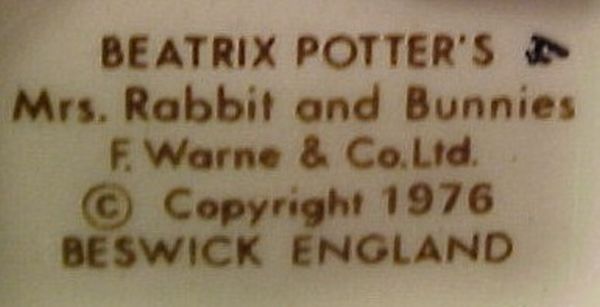 BEATRIX POTTER'S
Mrs. Rabbit and Bunnies
F. Warne & Co.Ltd.
© Copyright 1976
BESWICK ENGLAND